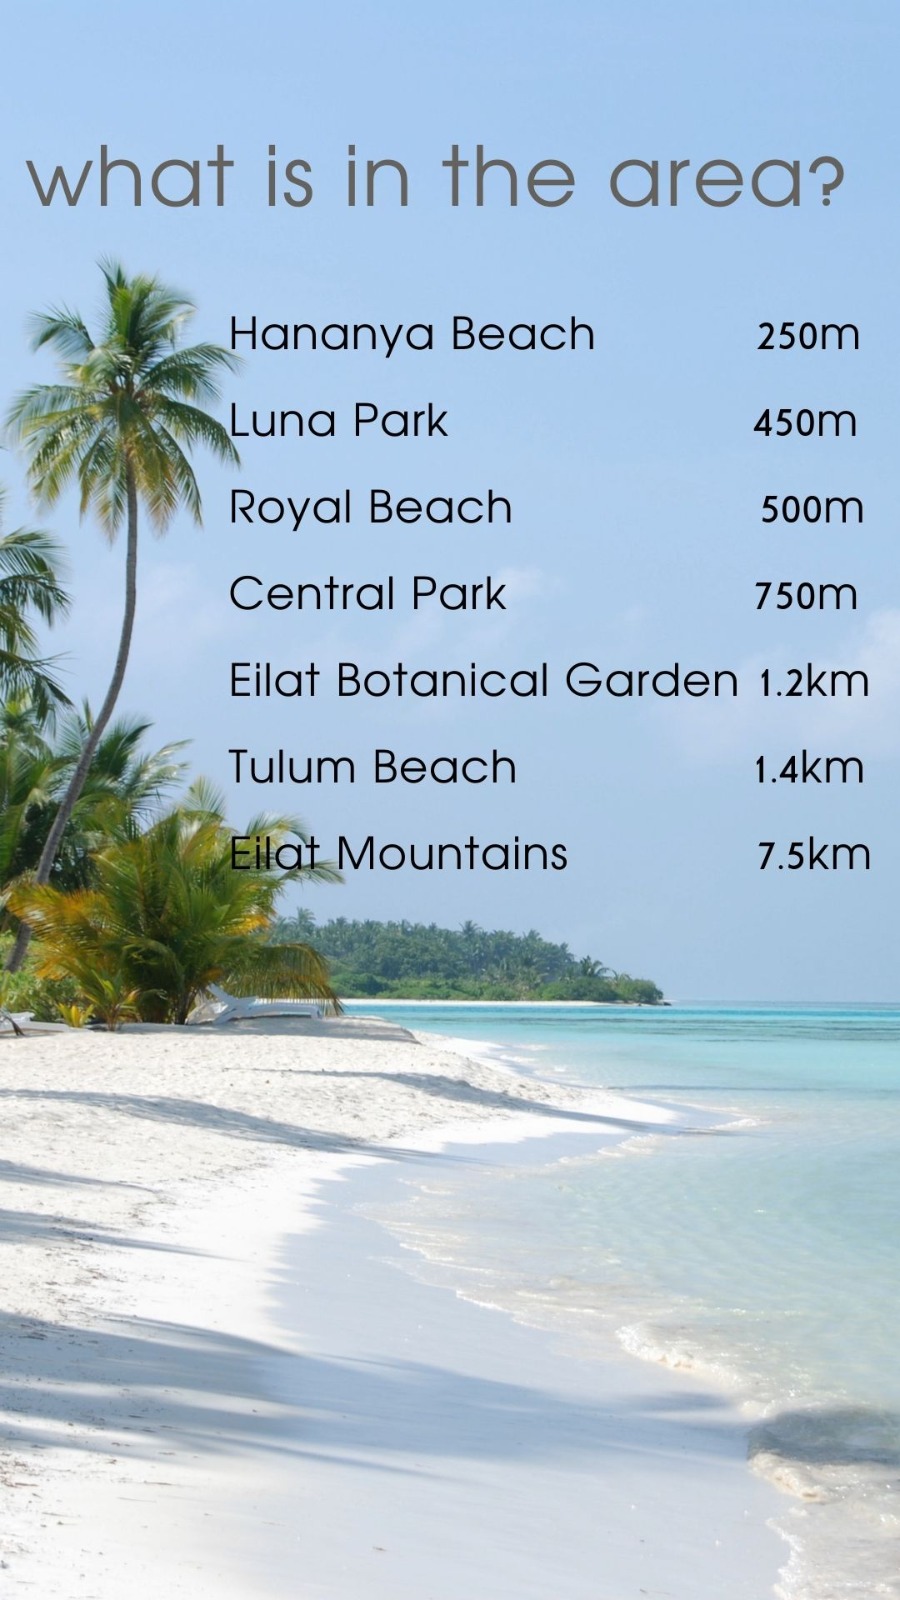 what is in the area?
Hananya Beach 250m
Luna Park 450m
Royal Beach 500m
Central Park 750m
Eilat Botanical Garden 1.2km
Tulum Beach 1.4km
Eilat Mountains 7.5km